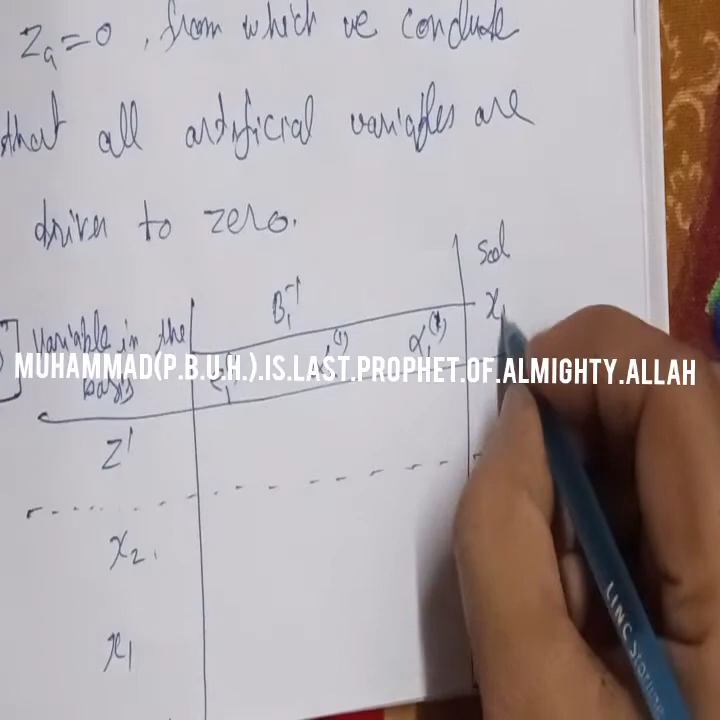 Za=0, from which we conclude
that all artificial variables are
driven to zero.
Sol
Variable in the B₁⁻¹ X
basis
MUHAMMAD(P.B.U.H.).IS.LAST.PROPHET.OF.ALMIGHTY.ALLAH
Z'
x₂
x₁
LINC